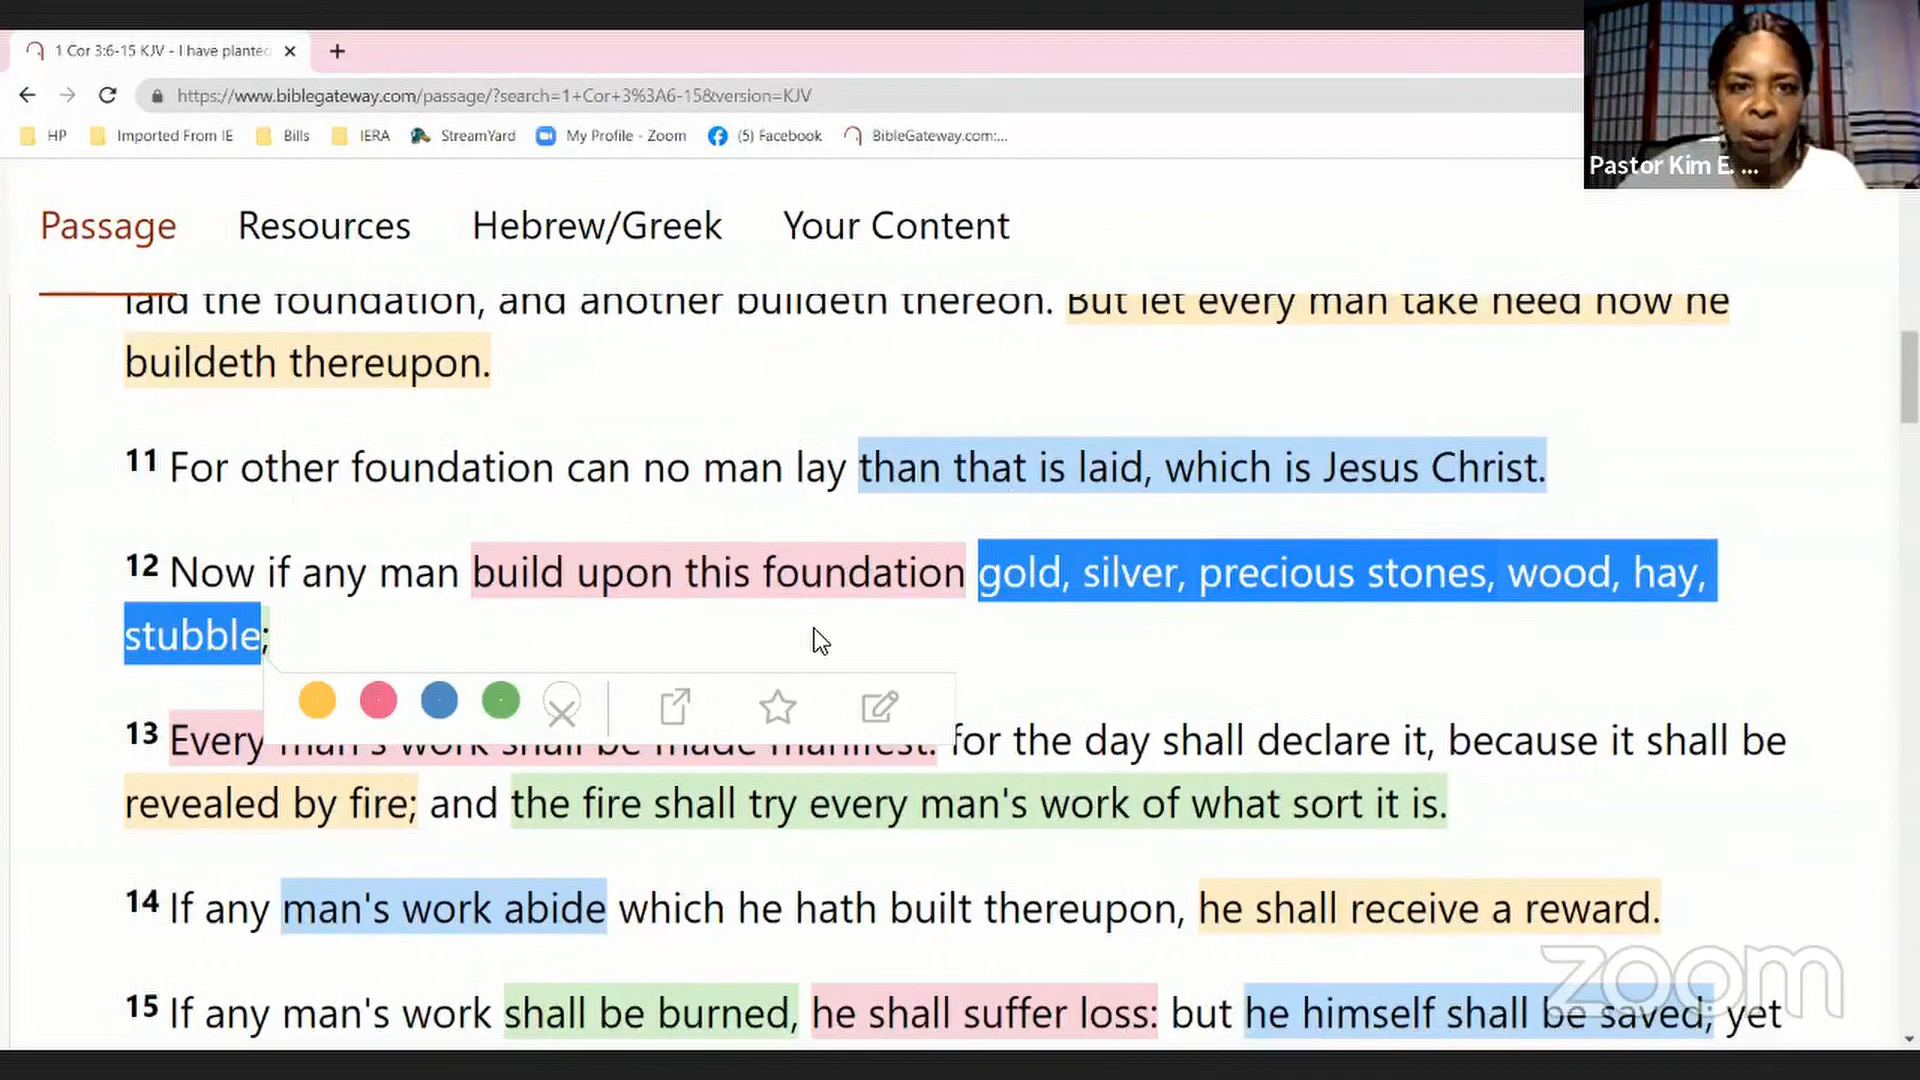 1 Cor 3:6-15 KJV - I have plante
https://www.biblegateway.com/passage/?search=1+Cor+3%3A6-15&version=KJV
HP Imported From IE Bills IERA StreamYard My Profile - Zoom (5) Facebook BibleGateway.com:...
Pastor Kim E. ...
Passage Resources Hebrew/Greek Your Content
laid the foundation, and another buildeth thereon. But let every man take heed how he
buildeth thereupon.
11 For other foundation can no man lay than that is laid, which is Jesus Christ.
12 Now if any man build upon this foundation gold, silver, precious stones, wood, hay,
stubble;
13 Every man's work shall be made manifest: for the day shall declare it, because it shall be
revealed by fire; and the fire shall try every man's work of what sort it is.
14 If any man's work abide which he hath built thereupon, he shall receive a reward.
15 If any man's work shall be burned, he shall suffer loss: but he himself shall be saved; yet
zoom